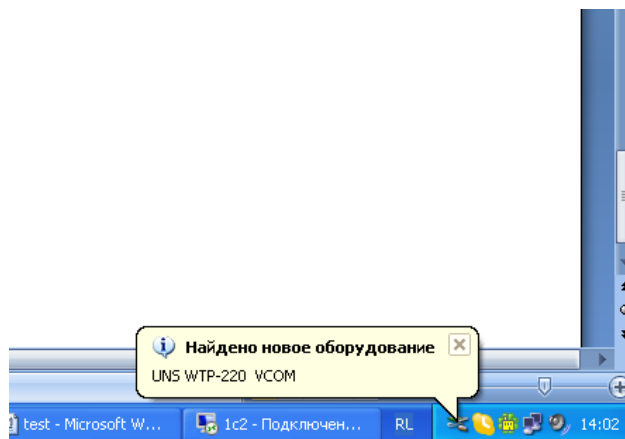 Найдено новое оборудование
UNS WTP-220 VCOM
test - Microsoft W...
1c2 - Подключен...
RL
14:02